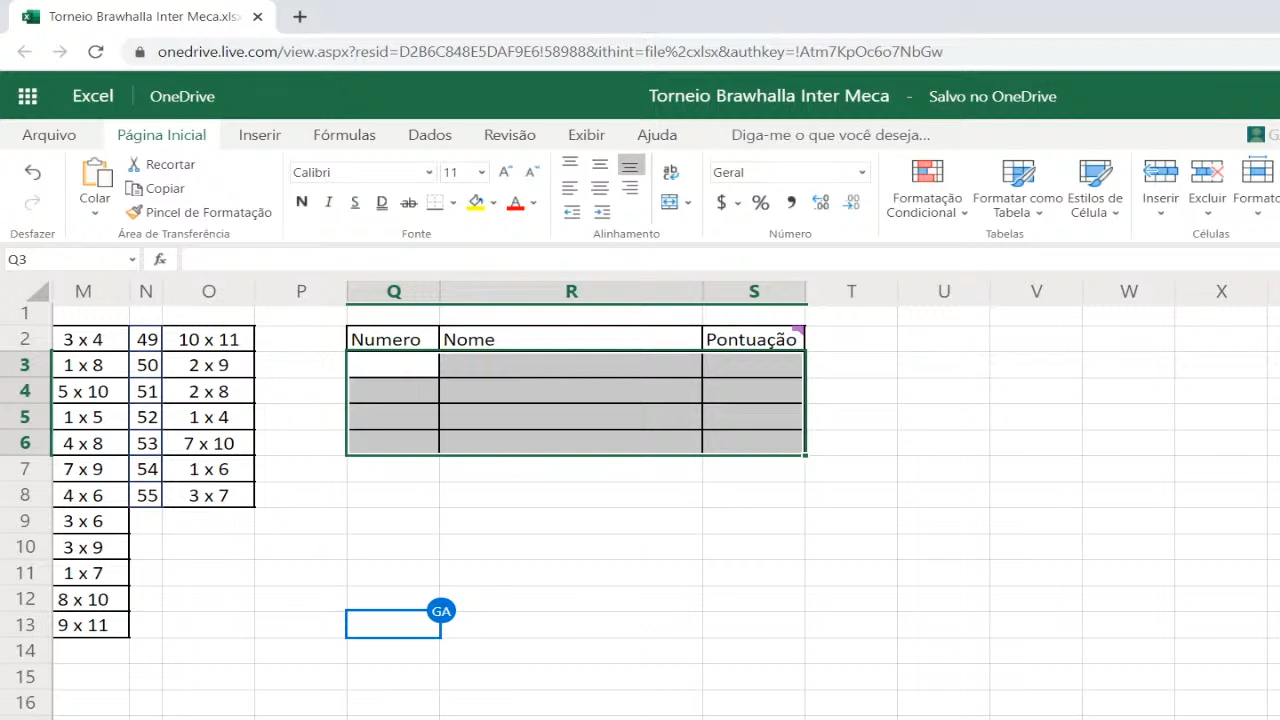 Torneio Brawhalla Inter Meca.xlsx
onedrive.live.com/view.aspx?resid=D2B6C848E5DAF9E6!58988&ithint=file%2cxlsx&authkey=!Atm7KpOc6o7NbGw
Excel OneDrive Torneio Brawhalla Inter Meca - Salvo no OneDrive
Arquivo Página Inicial Inserir Fórmulas Dados Revisão Exibir Ajuda Diga-me o que você deseja...
Colar Recortar
Copiar
Pincel de Formatação
Calibri 11
N I S D ab
ab
Geral
$ % 9
Formatação Condicional
Formatar como Tabela
Estilos de Célula
Inserir Excluir
Desfazer Área de Transferência Fonte Alinhamento Número Tabelas Células
Q3 fx
M N O P Q R S T U V W X
1
2 3 x 4 49 10 x 11 Numero Nome Pontuação
3 1 x 8 50 2 x 9
4 5 x 10 51 2 x 8
5 1 x 5 52 1 x 4
6 4 x 8 53 7 x 10
7 7 x 9 54 1 x 6
8 4 x 6 55 3 x 7
9 3 x 6
10 3 x 9
11 1 x 7
12 8 x 10
GA
13 9 x 11
14
15
16